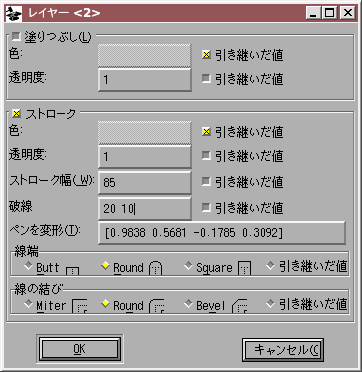 レイヤー <2>
塗りつぶし(L)
色: 引き継いだ値
透明度: 1 引き継いだ値
ストローク
色: 引き継いだ値
透明度: 1 引き継いだ値
ストローク幅(W): 85 引き継いだ値
破線 20 10 引き継いだ値
ペンを変形(T): [0.9838 0.5681 -0.1785 0.3092]
線端
Butt Round Square 引き継いだ値
線の結び
Miter Round Bevel 引き継いだ値
OK キャンセル(C